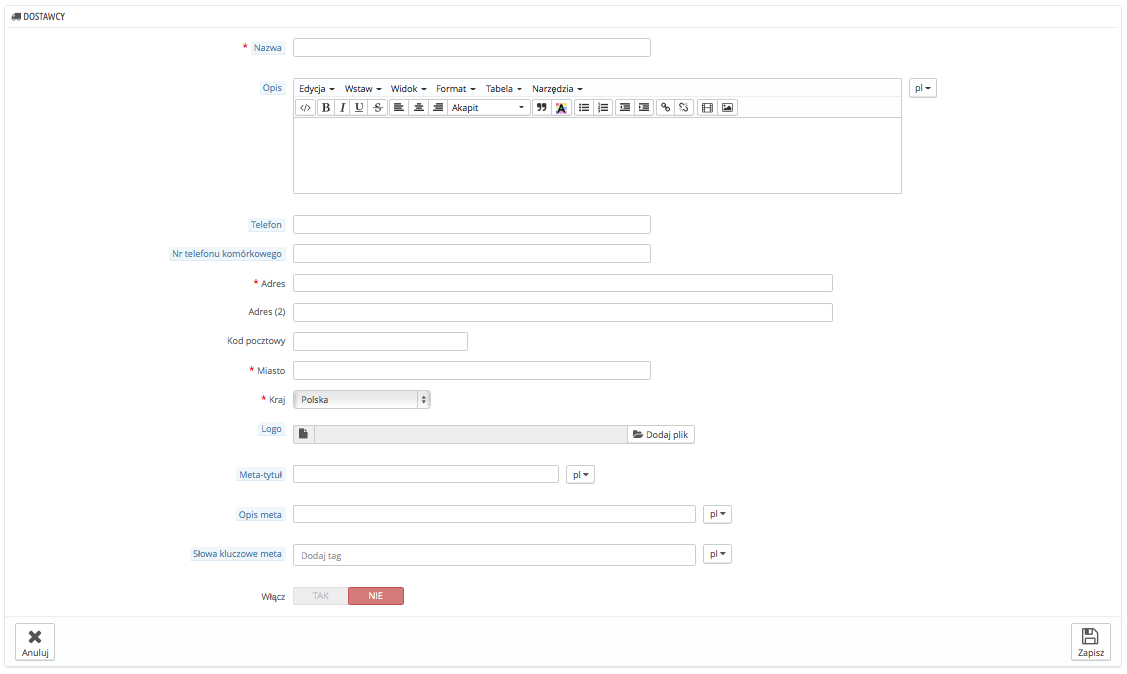 DOSTAWCY
* Nazwa
Opis
Edycja Wstaw Widok Format Tabela Narzędzia
pl
</> B I U S Akapit ❞ A
Telefon
Nr telefonu komórkowego
* Adres
Adres (2)
Kod pocztowy
* Miasto
* Kraj Polska
Logo Dodaj plik
Meta-tytuł pl
Opis meta pl
Słowa kluczowe meta Dodaj tag pl
Włącz TAK NIE
Anuluj Zapisz